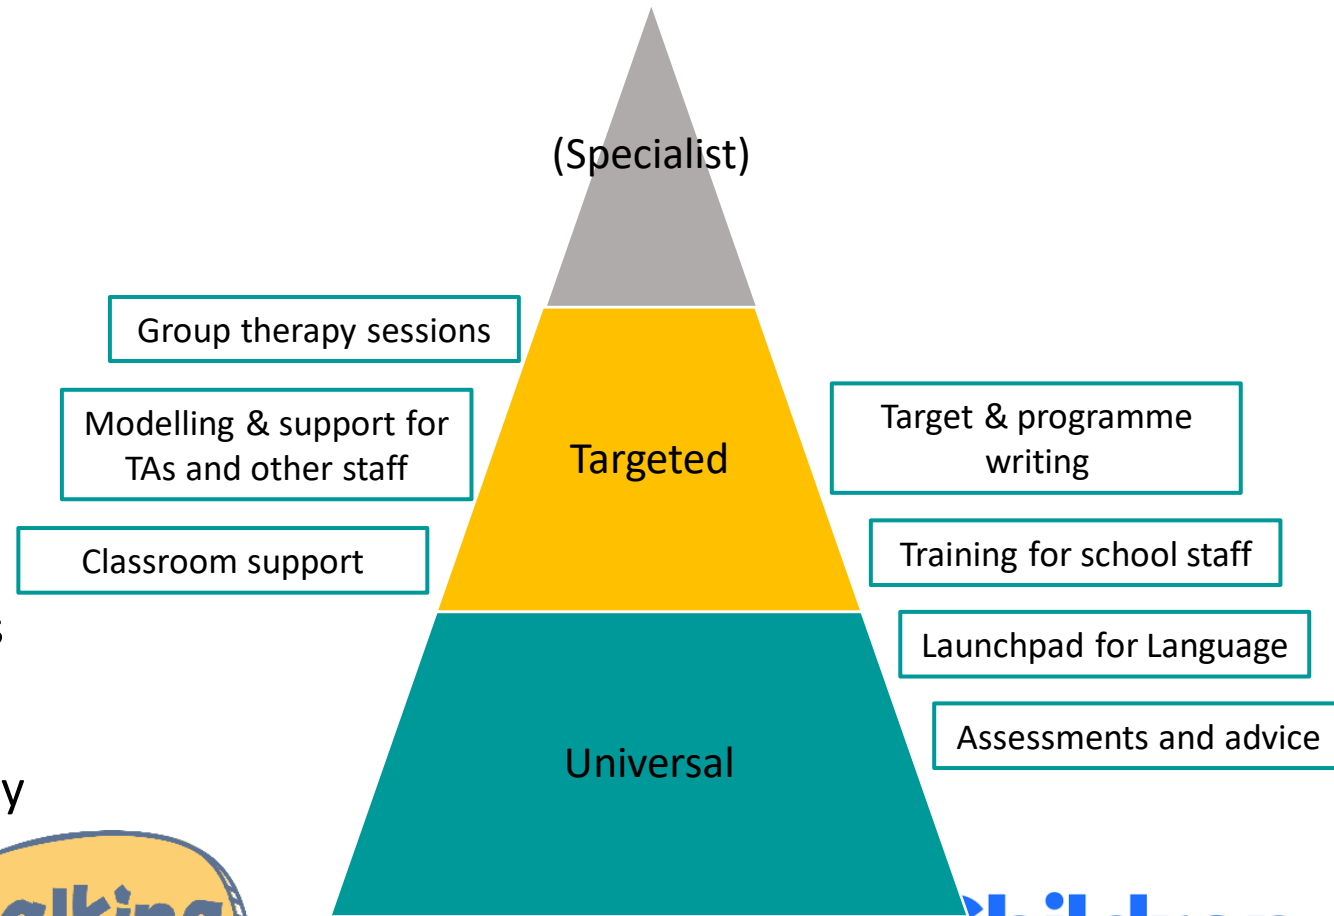 (Specialist)
Group therapy sessions
Modelling & support for
TAs and other staff
Classroom support
Targeted
Target & programme
writing
Training for school staff
Launchpad for Language
Assessments and advice
Universal